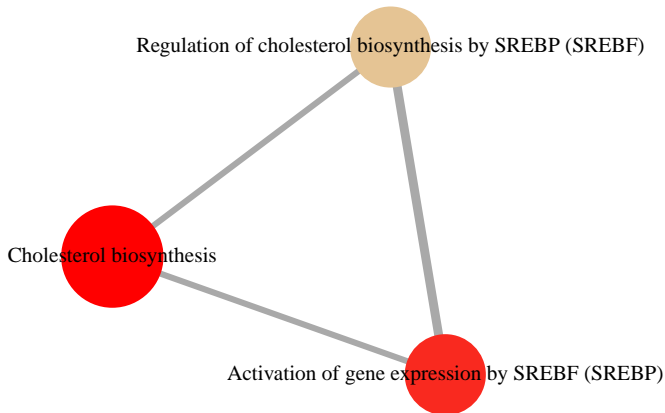 Regulation of cholesterol biosynthesis by SREBP (SREBF)
Cholesterol biosynthesis
Activation of gene expression by SREBF (SREBP)